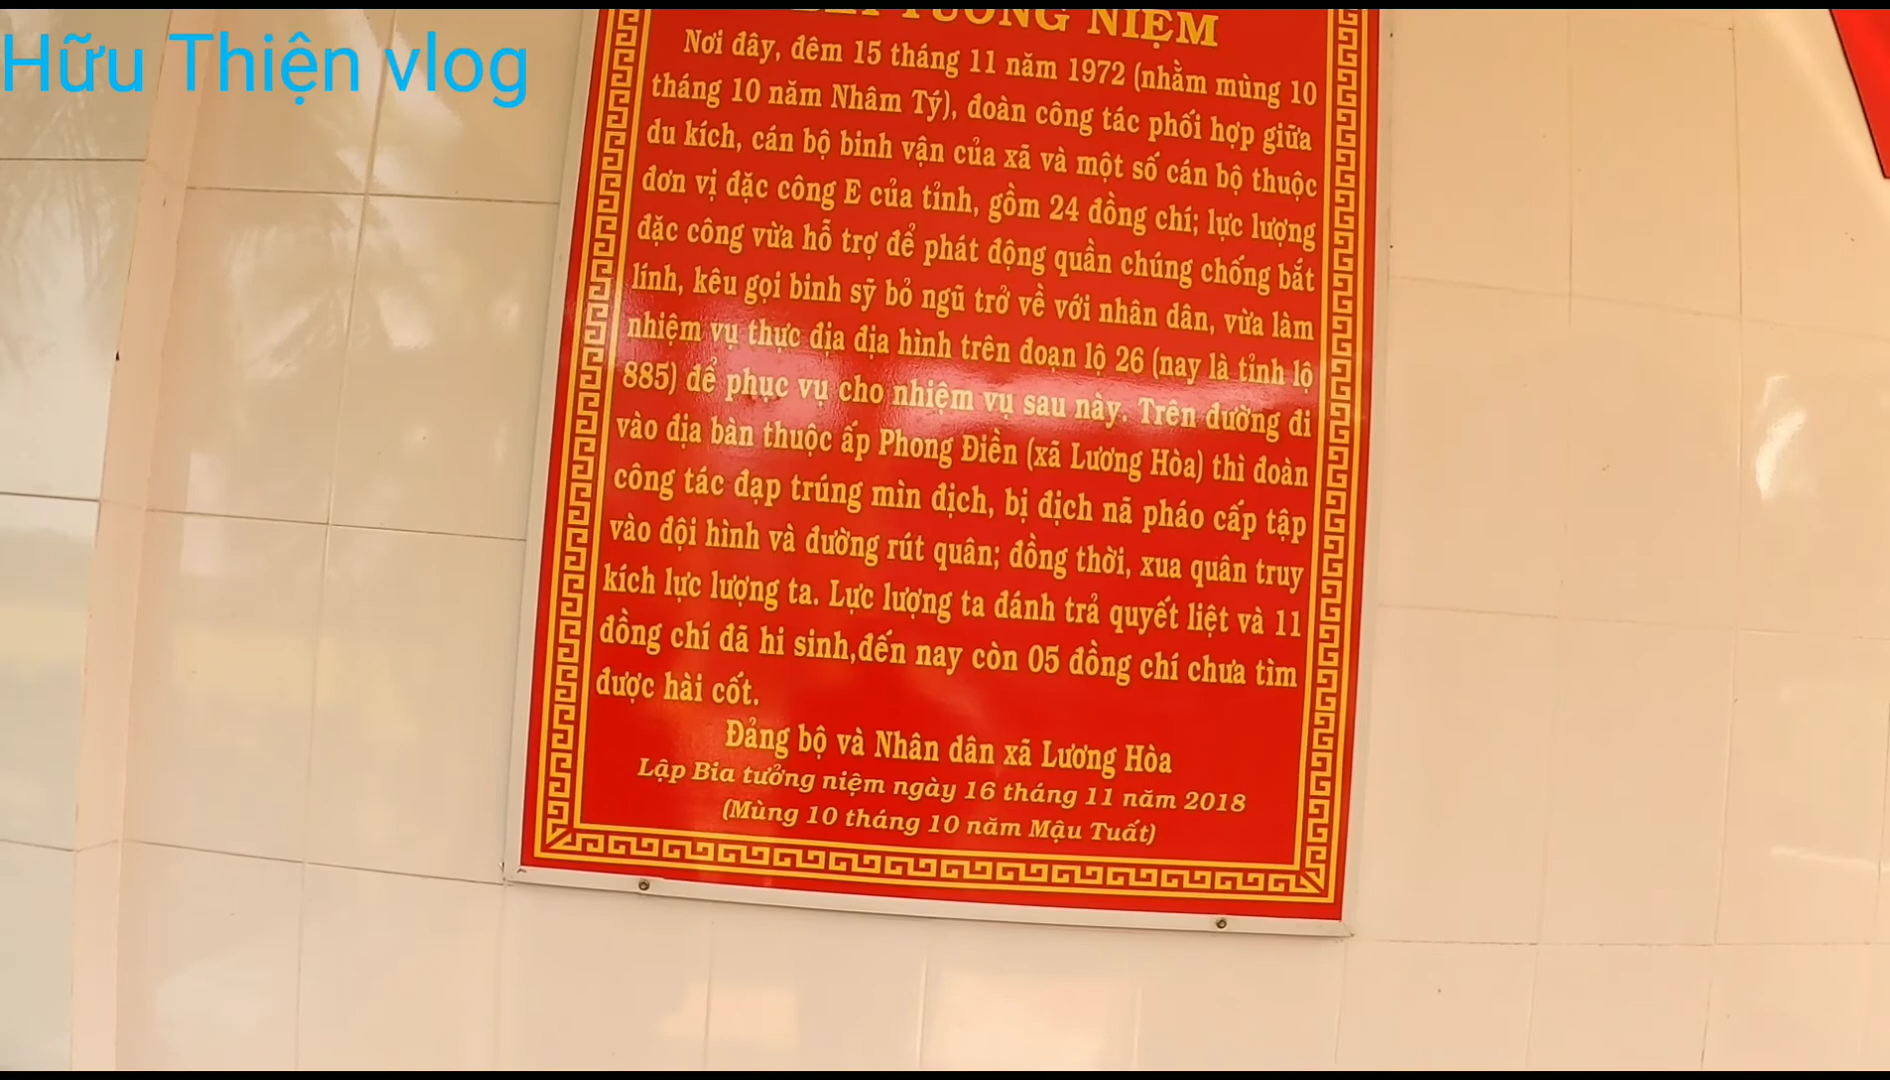 Hữu Thiện vlog
TƯỞNG NIỆM
Nơi đây, đêm 15 tháng 11 năm 1972 (nhằm mùng 10
tháng 10 năm Nhâm Tý), đoàn công tác phối hợp giữa
du kích, cán bộ binh vận của xã và một số cán bộ thuộc
đơn vị đặc công E của tỉnh, gồm 24 đồng chí; lực lượng
đặc công vừa hỗ trợ để phát động quần chúng chống bắt
lính, kêu gọi binh sỹ bỏ ngũ trở về với nhân dân, vừa làm
nhiệm vụ thực địa địa hình trên đoạn lộ 26 (nay là tỉnh lộ
885) để phục vụ cho nhiệm vụ sau này. Trên đường đi
vào địa bàn thuộc ấp Phong Điền (xã Lương Hòa) thì đoàn
công tác đạp trúng mìn địch, bị địch nã pháo cấp tập
vào đội hình và đường rút quân; đồng thời, xua quân truy
kích lực lượng ta. Lực lượng ta đánh trả quyết liệt và 11
đồng chí đã hi sinh,đến nay còn 05 đồng chí chưa tìm
được hài cốt.
Đảng bộ và Nhân dân xã Lương Hòa
Lập Bia tưởng niệm ngày 16 tháng 11 năm 2018
(Mùng 10 tháng 10 năm Mậu Tuất)